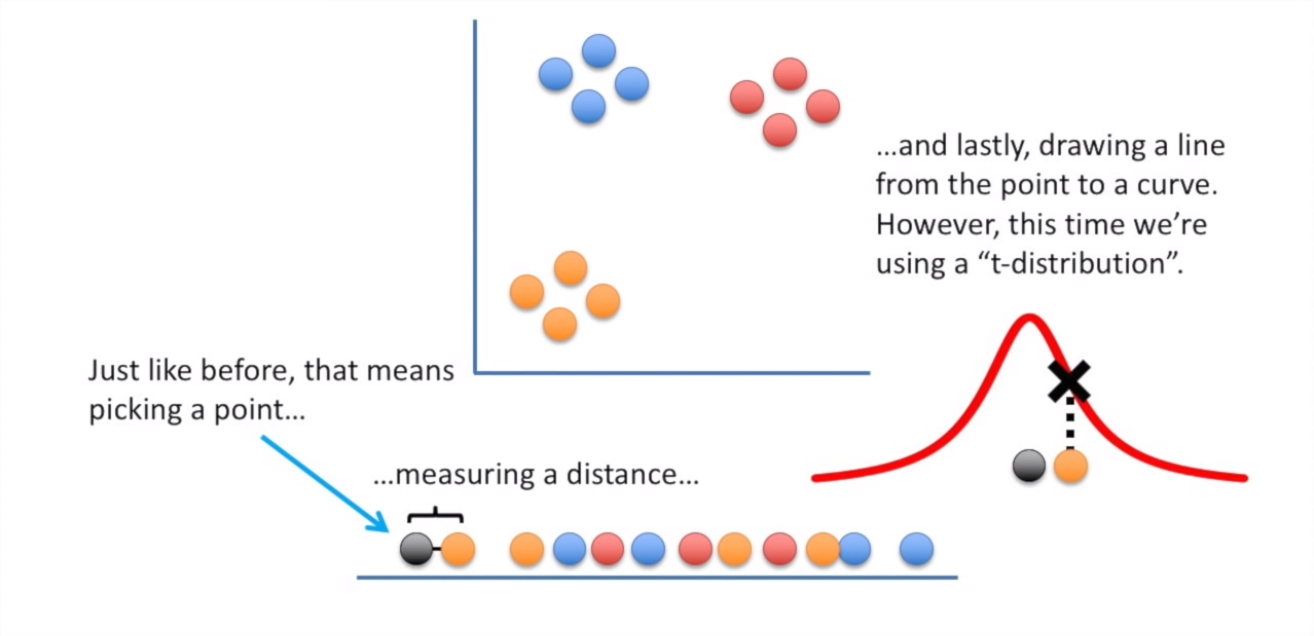 …and lastly, drawing a line
from the point to a curve.
However, this time we’re
using a “t-distribution”.
Just like before, that means
picking a point…
…measuring a distance…